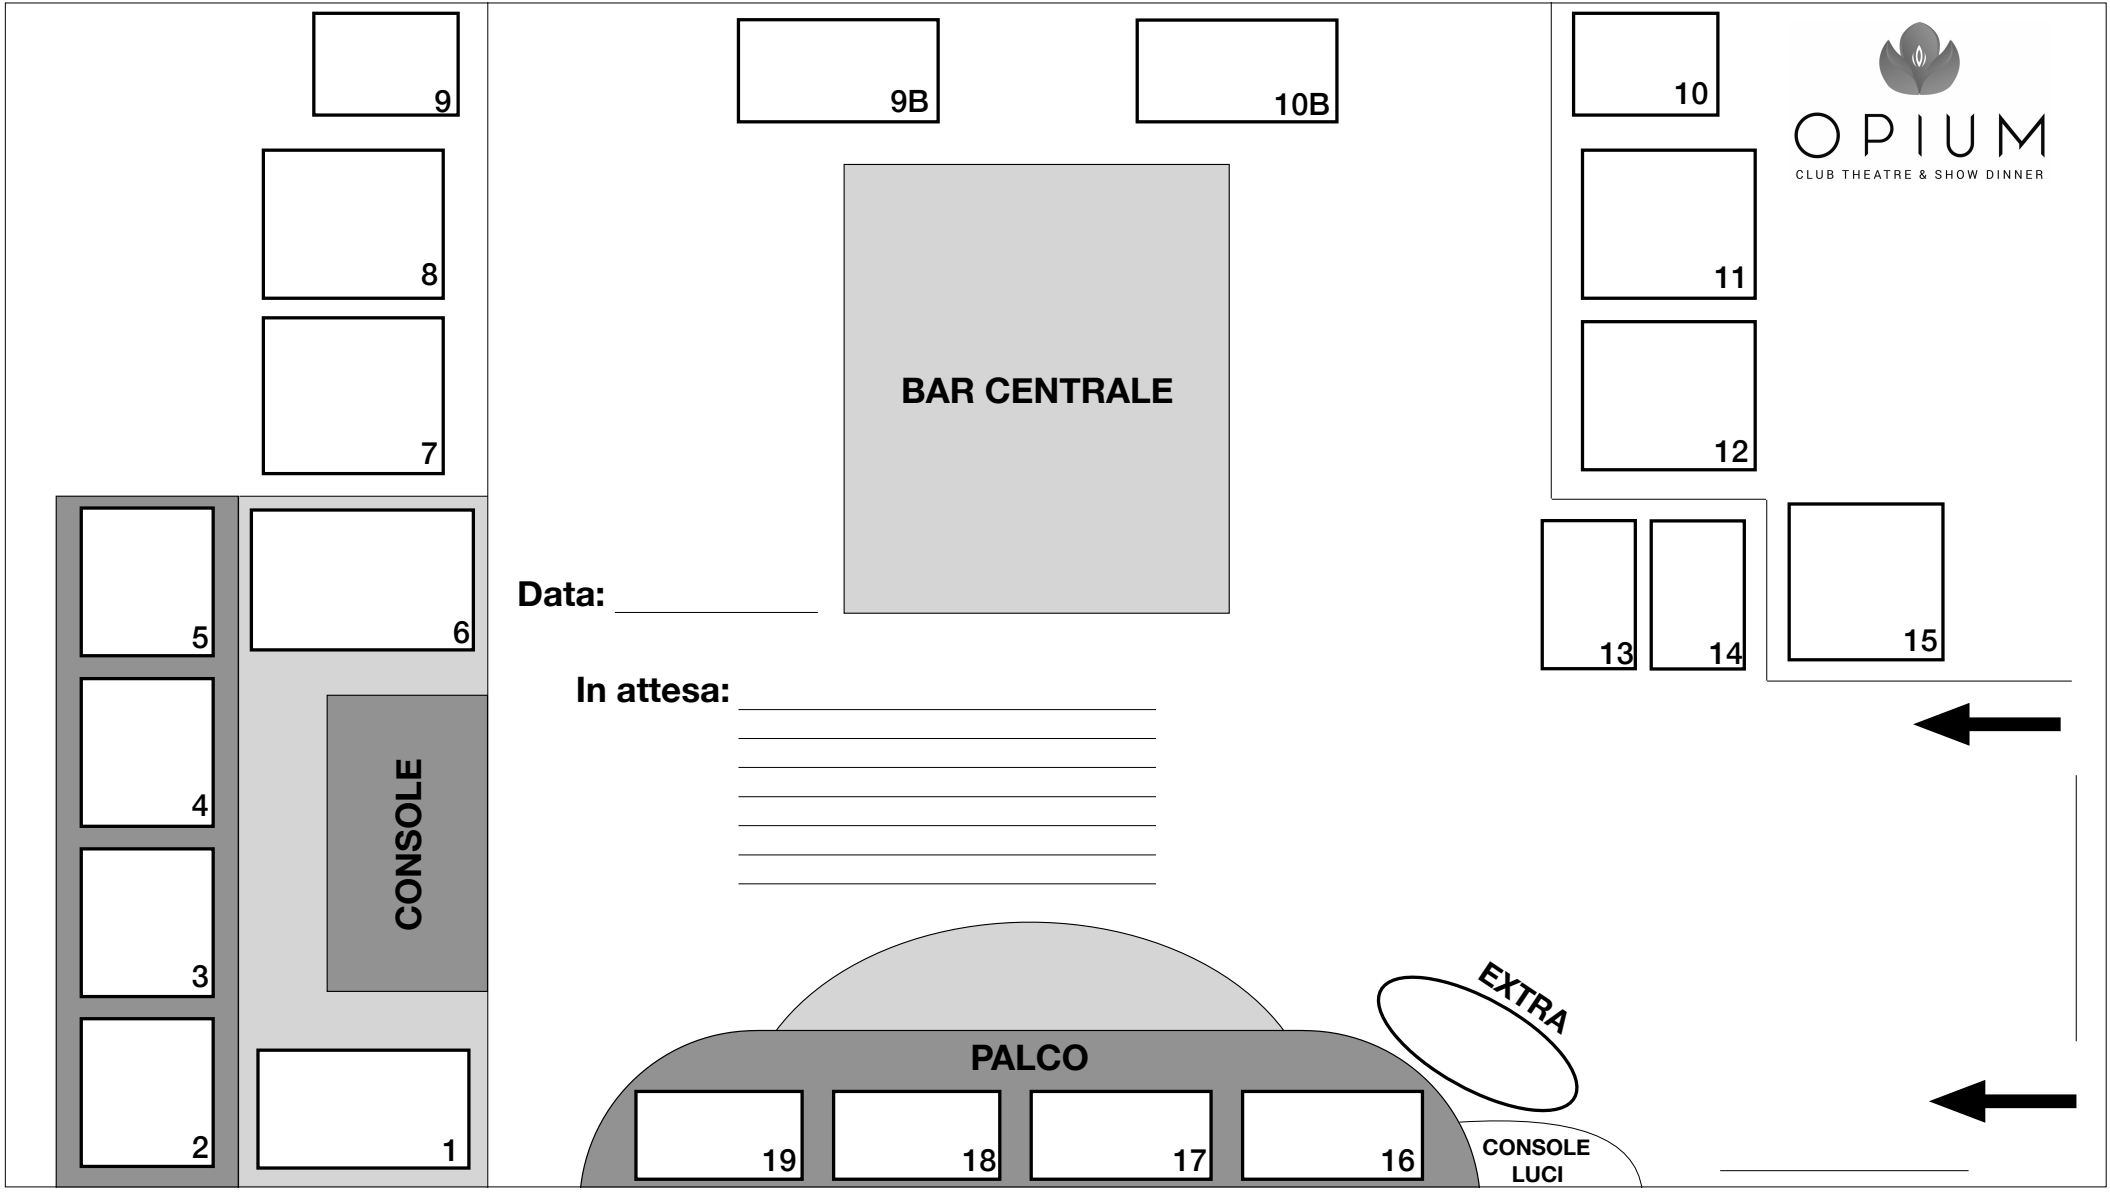 9
9B
10B
10
OPIUM
CLUB THEATRE & SHOW DINNER
8
11
BAR CENTRALE
7
12
Data:
5
6
13
14
15
In attesa:
4
CONSOLE
3
EXTRA
PALCO
2
1
19
18
17
16
CONSOLE
LUCI